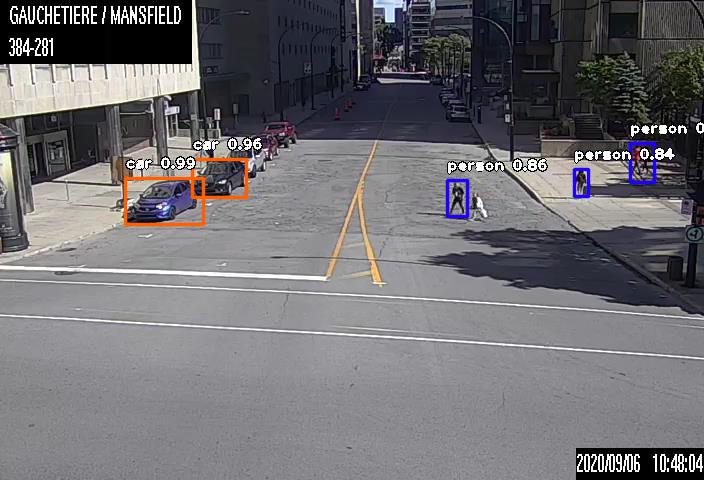 GAUCHETIERE / MANSFIELD
384-281
car 0.99
car 0.96
person 0.86
person 0.84
person 0
2020/09/06 10:48:04